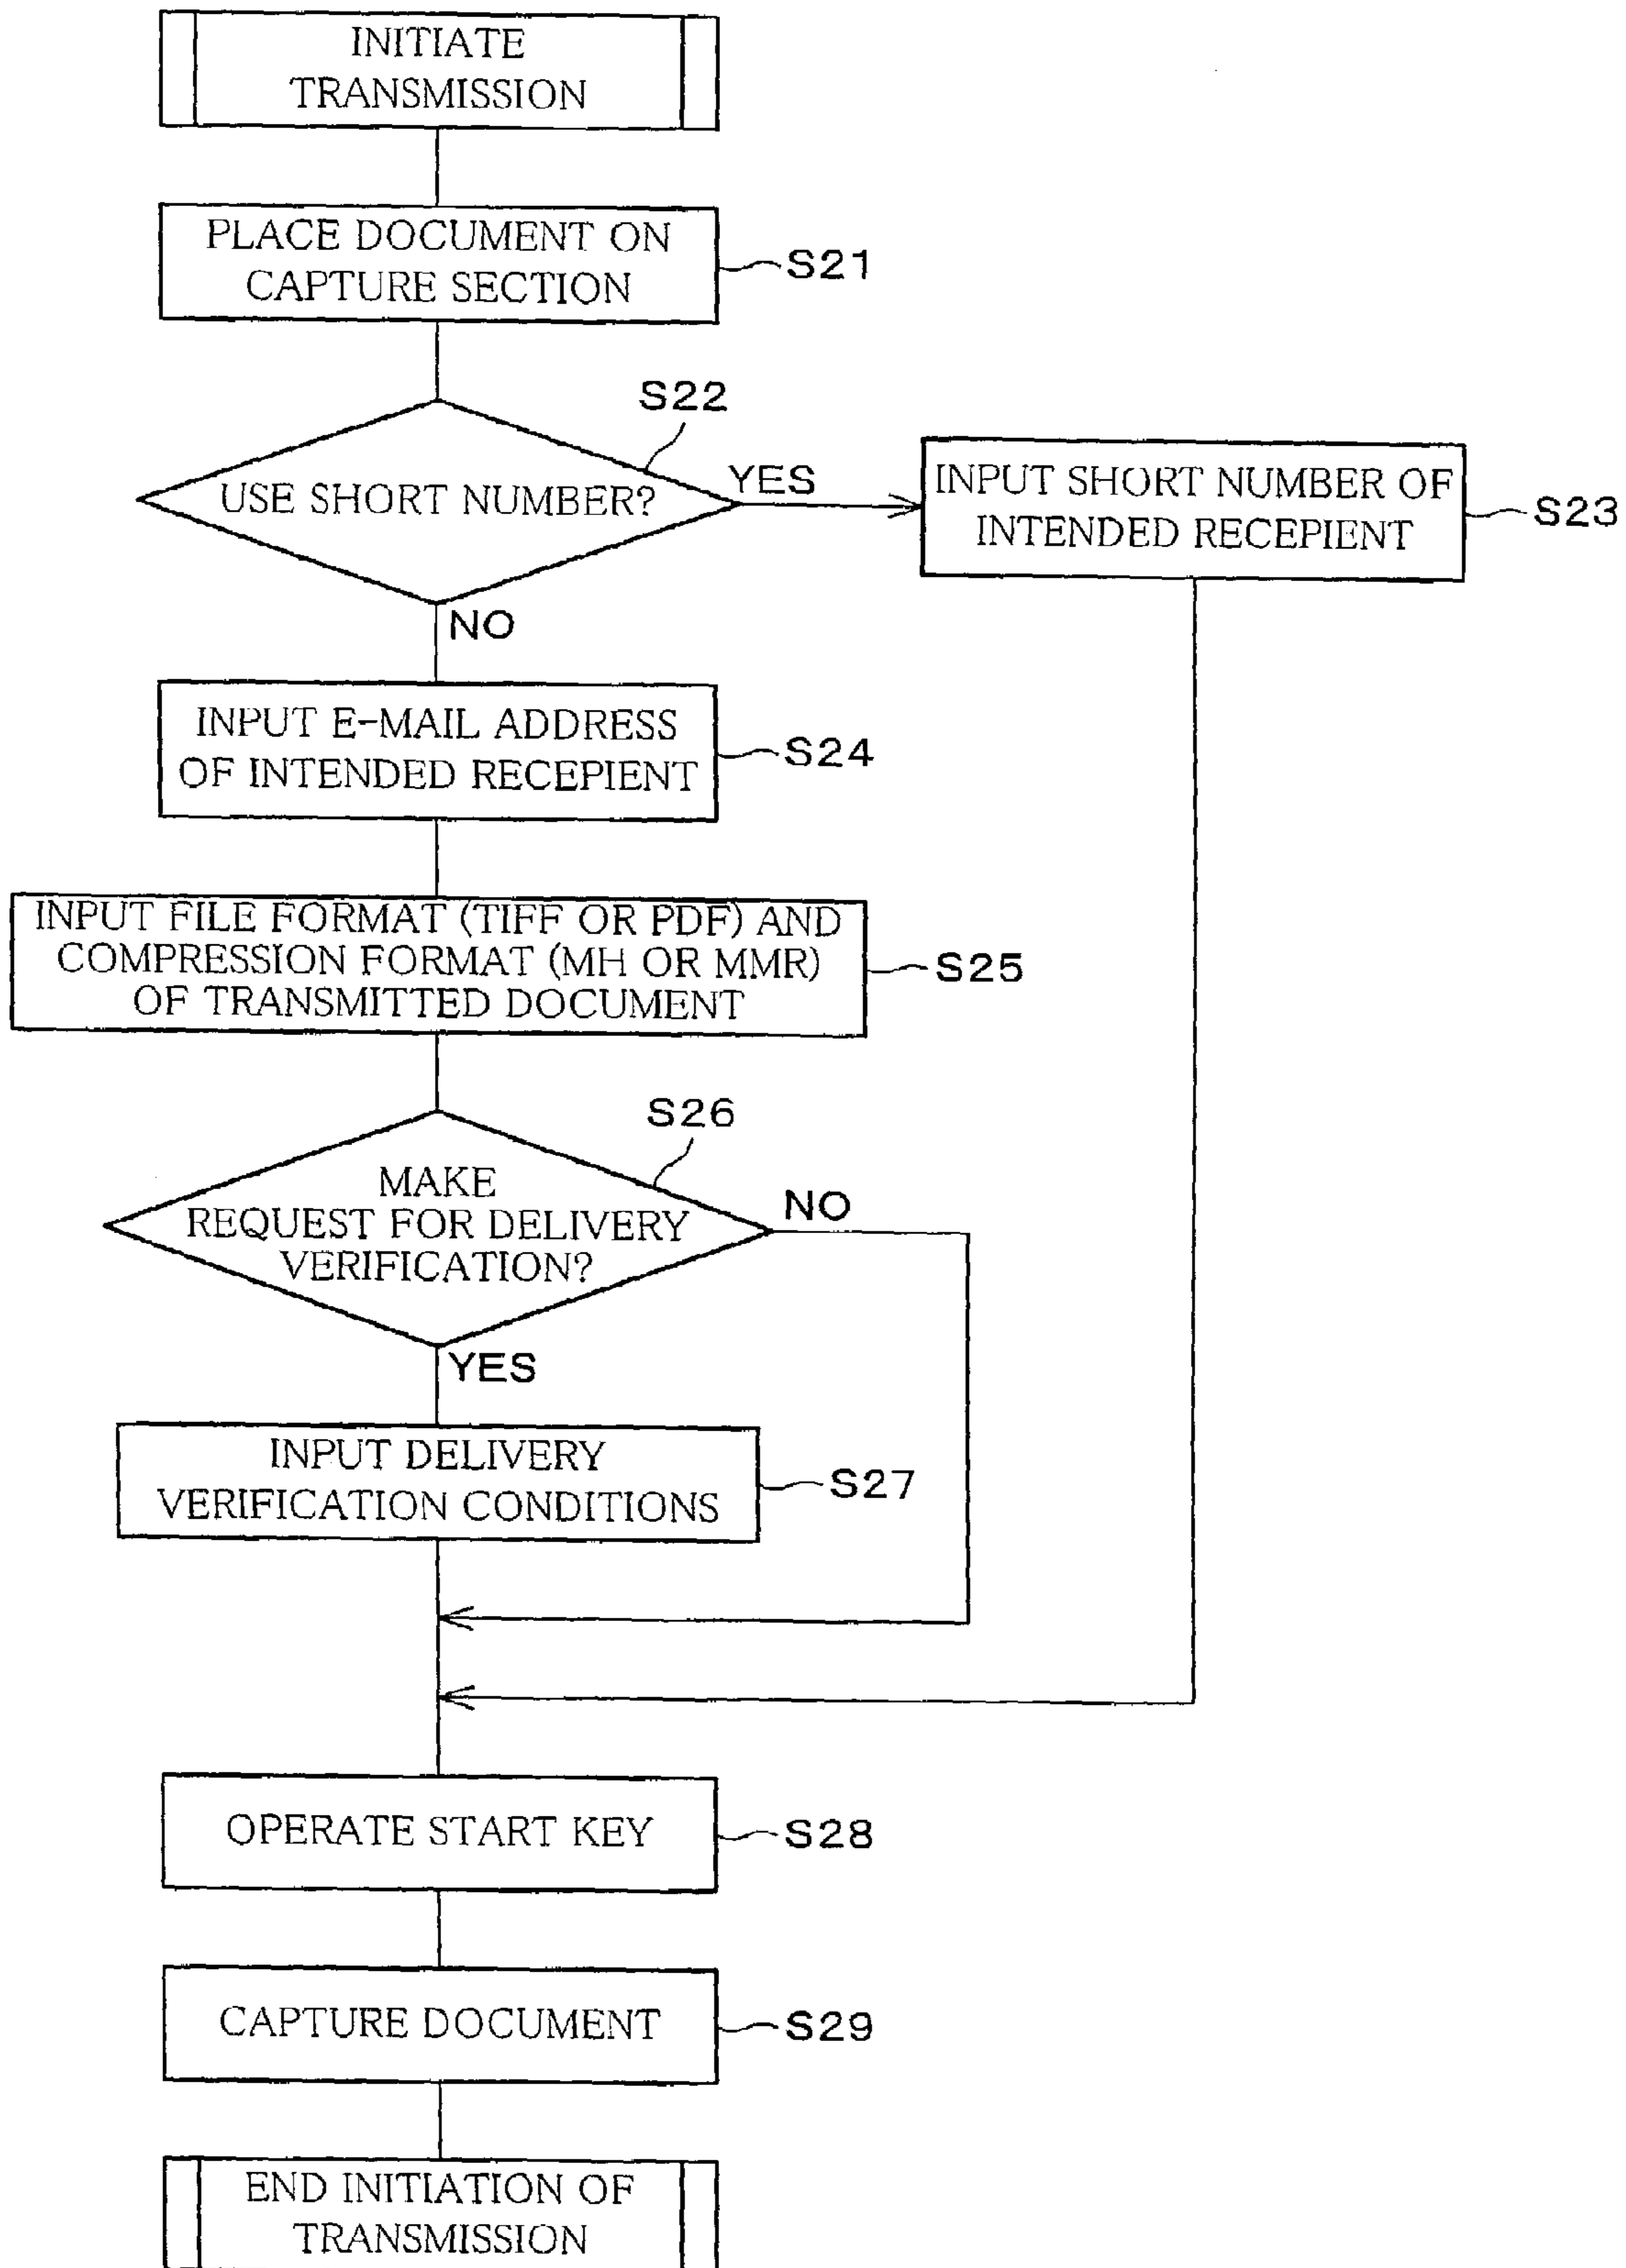 INITIATE
TRANSMISSION
PLACE DOCUMENT ON
CAPTURE SECTION
S21
S22
USE SHORT NUMBER?
YES
INPUT SHORT NUMBER OF
INTENDED RECEPIENT
S23
NO
INPUT E-MAIL ADDRESS
OF INTENDED RECEPIENT
S24
INPUT FILE FORMAT (TIFF OR PDF) AND
COMPRESSION FORMAT (MH OR MMR)
OF TRANSMITTED DOCUMENT
S25
S26
MAKE
REQUEST FOR DELIVERY
VERIFICATION?
NO
YES
INPUT DELIVERY
VERIFICATION CONDITIONS
S27
OPERATE START KEY
S28
CAPTURE DOCUMENT
S29
END INITIATION OF
TRANSMISSION